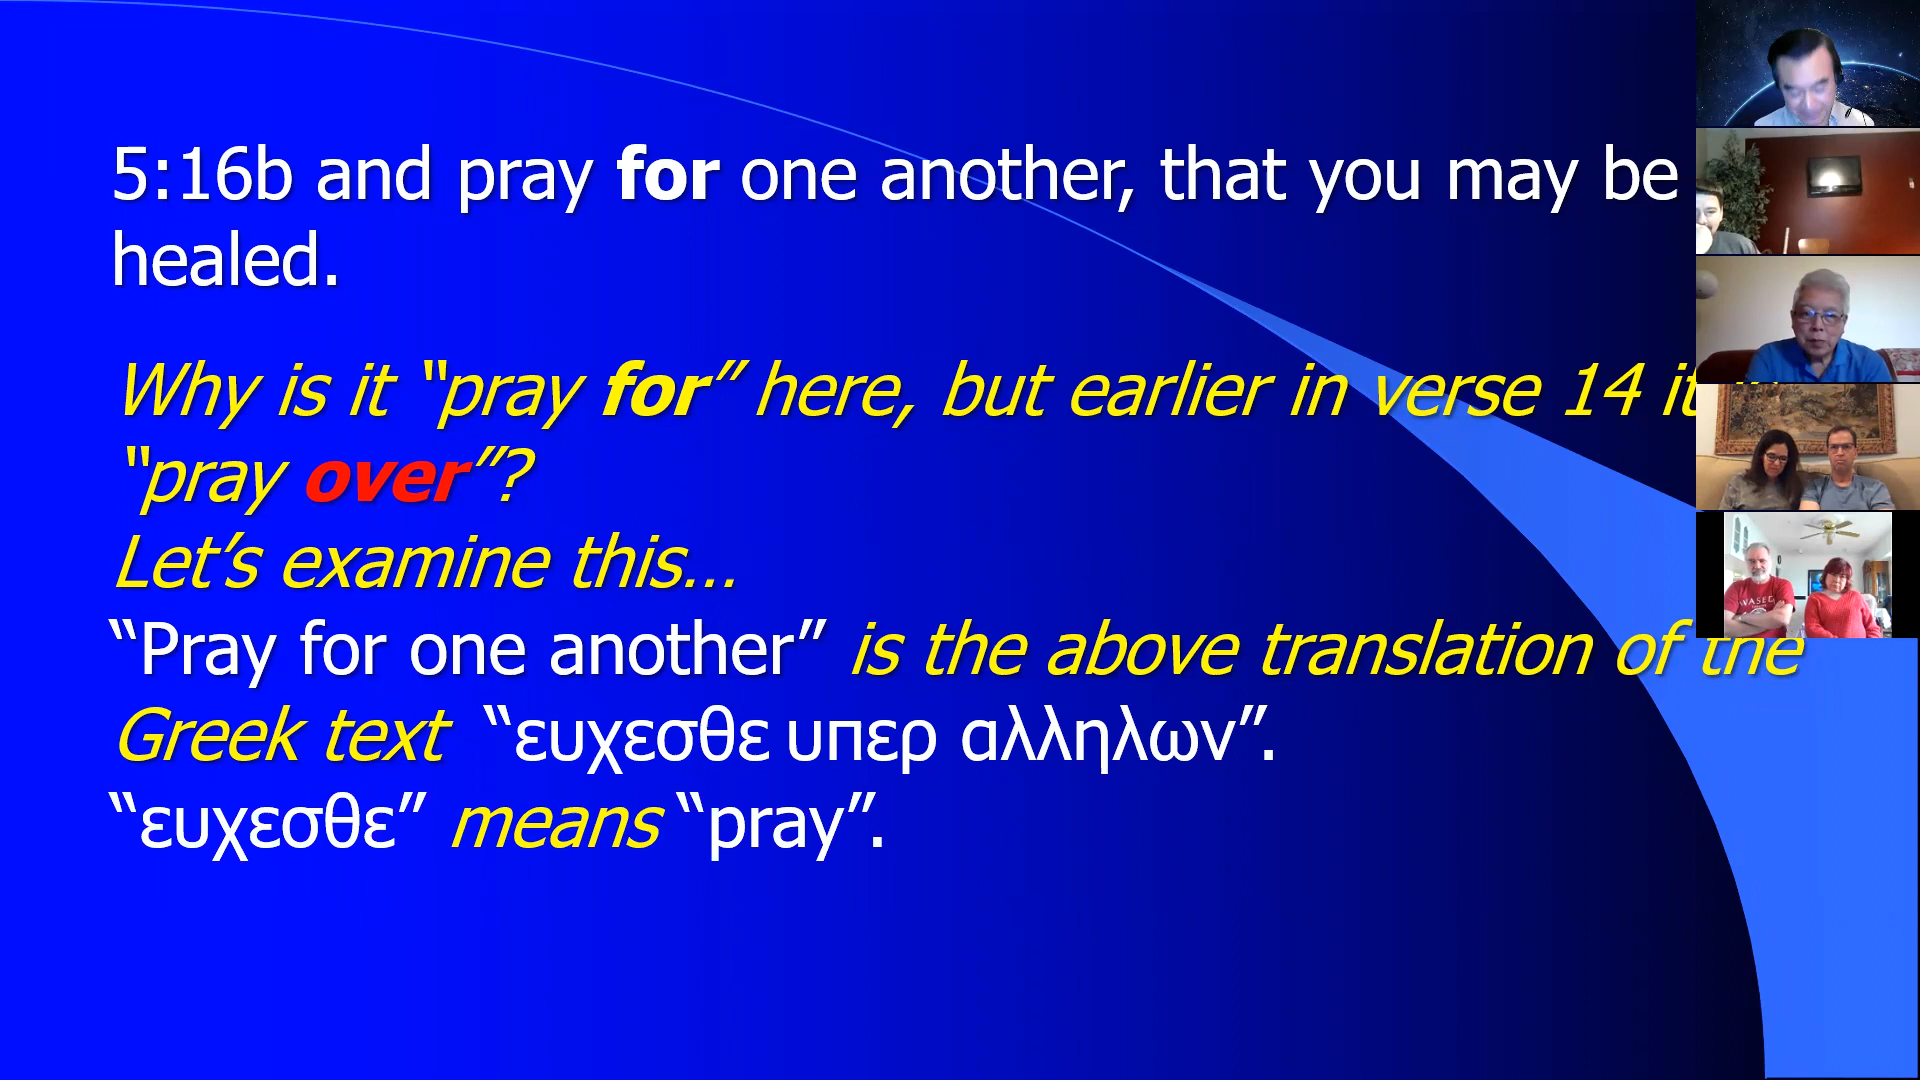 5:16b and pray for one another, that you may be
healed.
Why is it “pray for” here, but earlier in verse 14 it
“pray over”?
Let’s examine this…
“Pray for one another” is the above translation of the
Greek text “ευχεσθε υπερ αλληλων”.
“ευχεσθε” means “pray”.